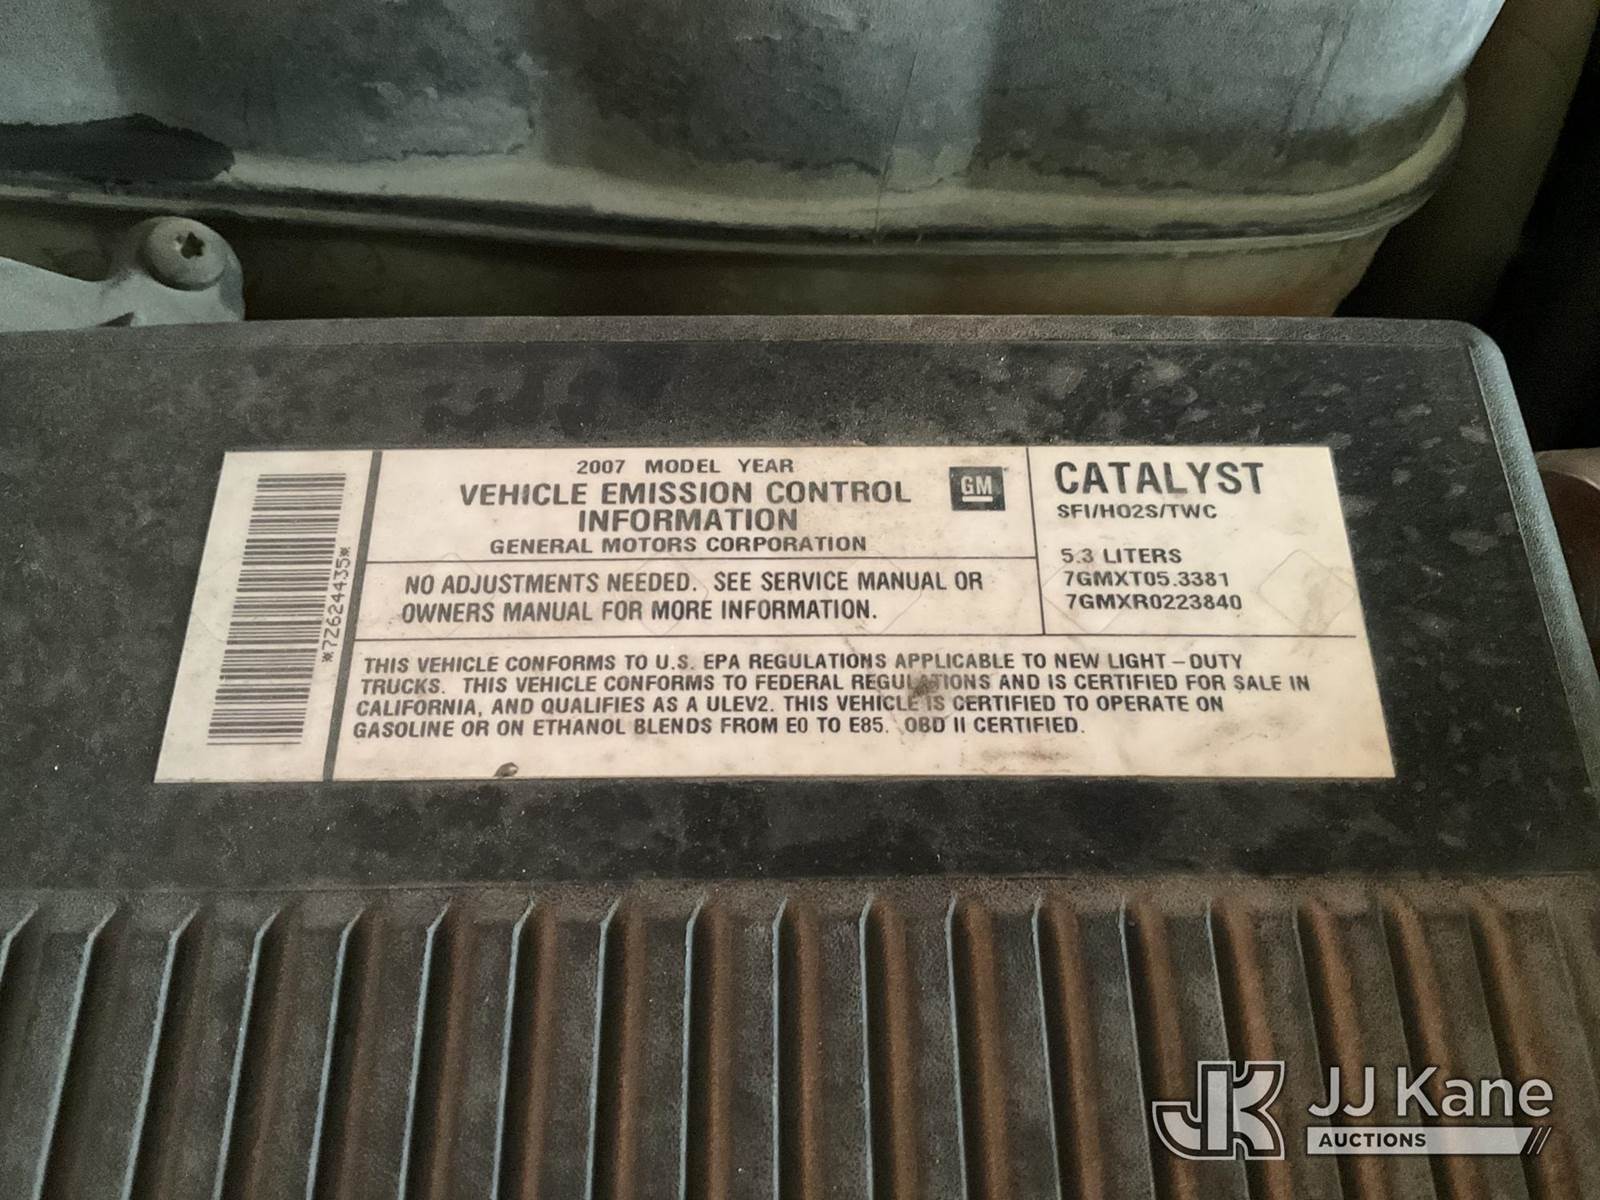 2007 MODEL YEAR
VEHICLE EMISSION CONTROL
INFORMATION
GENERAL MOTORS CORPORATION
GM
NO ADJUSTMENTS NEEDED. SEE SERVICE MANUAL OR
OWNERS MANUAL FOR MORE INFORMATION.
CATALYST
SFI/HO2S/TWC
5.3 LITERS
7GMXT05.3381
7GMXR0223840
THIS VEHICLE CONFORMS TO U.S. EPA REGULATIONS APPLICABLE TO NEW LIGHT – DUTY
TRUCKS. THIS VEHICLE CONFORMS TO FEDERAL REGULATIONS AND IS CERTIFIED FOR SALE IN
CALIFORNIA, AND QUALIFIES AS A ULEV2. THIS VEHICLE IS CERTIFIED TO OPERATE ON
GASOLINE OR ON ETHANOL BLENDS FROM E0 TO E85. OBD II CERTIFIED.
*72624435*
JK
JJ Kane
AUCTIONS